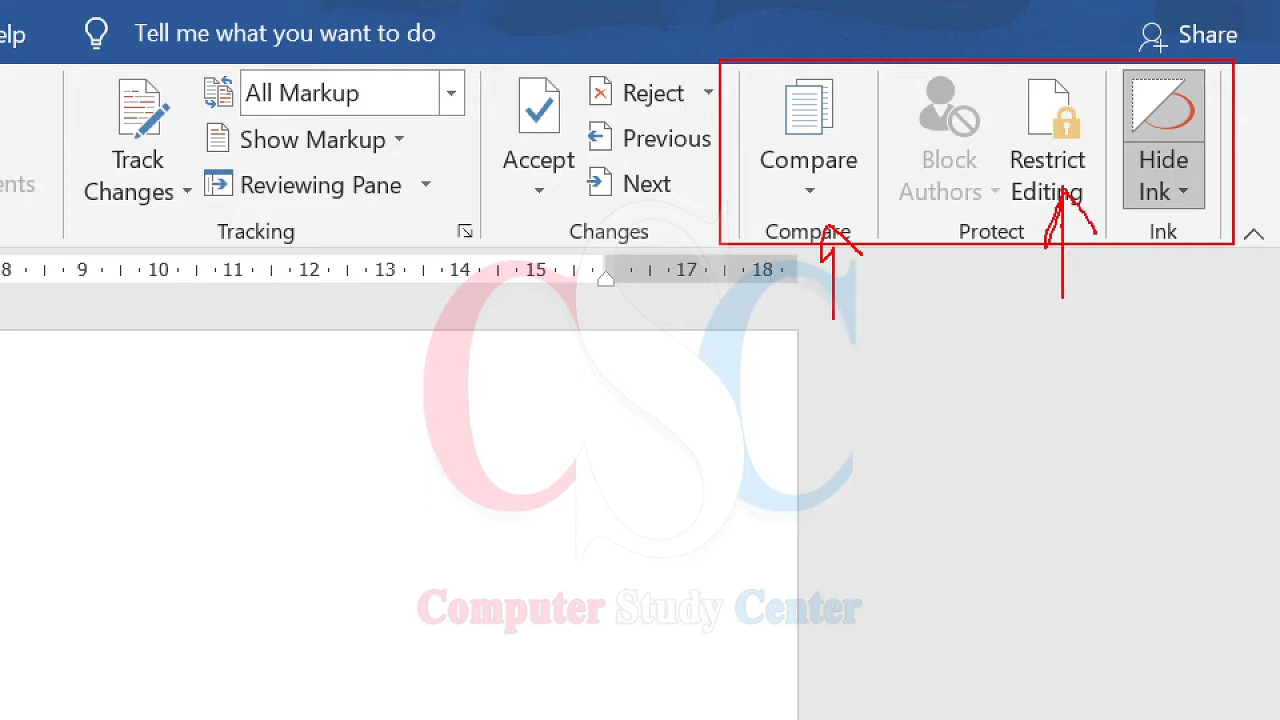 elp Tell me what you want to do Share
Track Changes
All Markup
Show Markup
Reviewing Pane
Tracking
Accept
Reject
Previous
Next
Changes
Compare
Compare
Block Authors
Restrict Editing
Protect
Hide Ink
Ink
ents
8 9 10 11 12 13 14 15 17 18
CSC
Computer Study Center